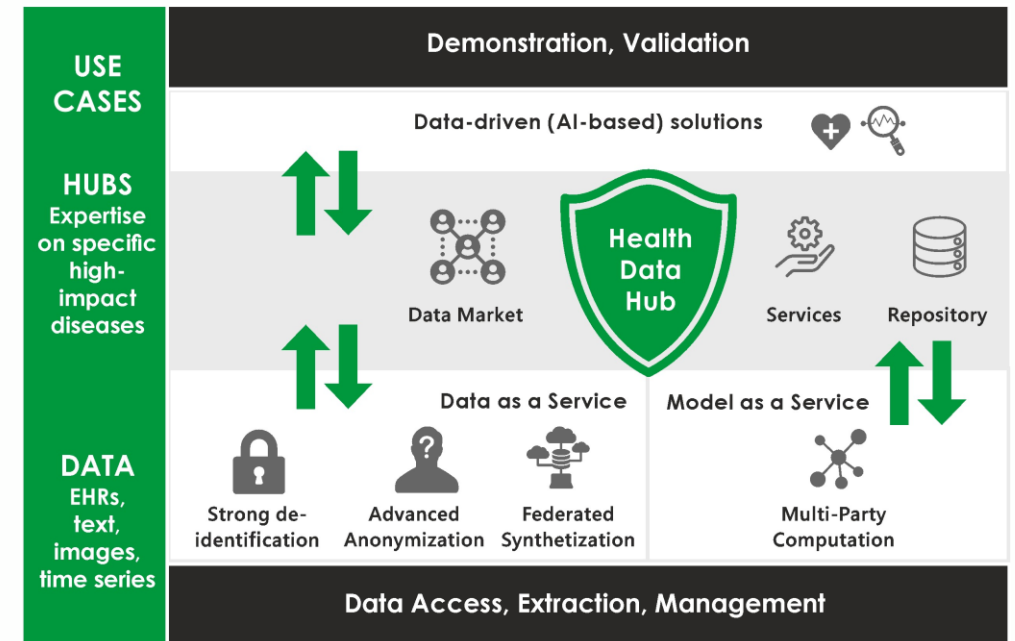 USE
CASES
HUBS
Expertise
on specific
high-
impact
diseases
DATA
EHRs,
text,
images,
time series
Demonstration, Validation
Data-driven (AI-based) solutions
Health
Data
Hub
Data Market
Services
Repository
Data as a Service
Model as a Service
?
Strong de-
identification
Advanced
Anonymization
Federated
Synthetization
Multi-Party
Computation
Data Access, Extraction, Management